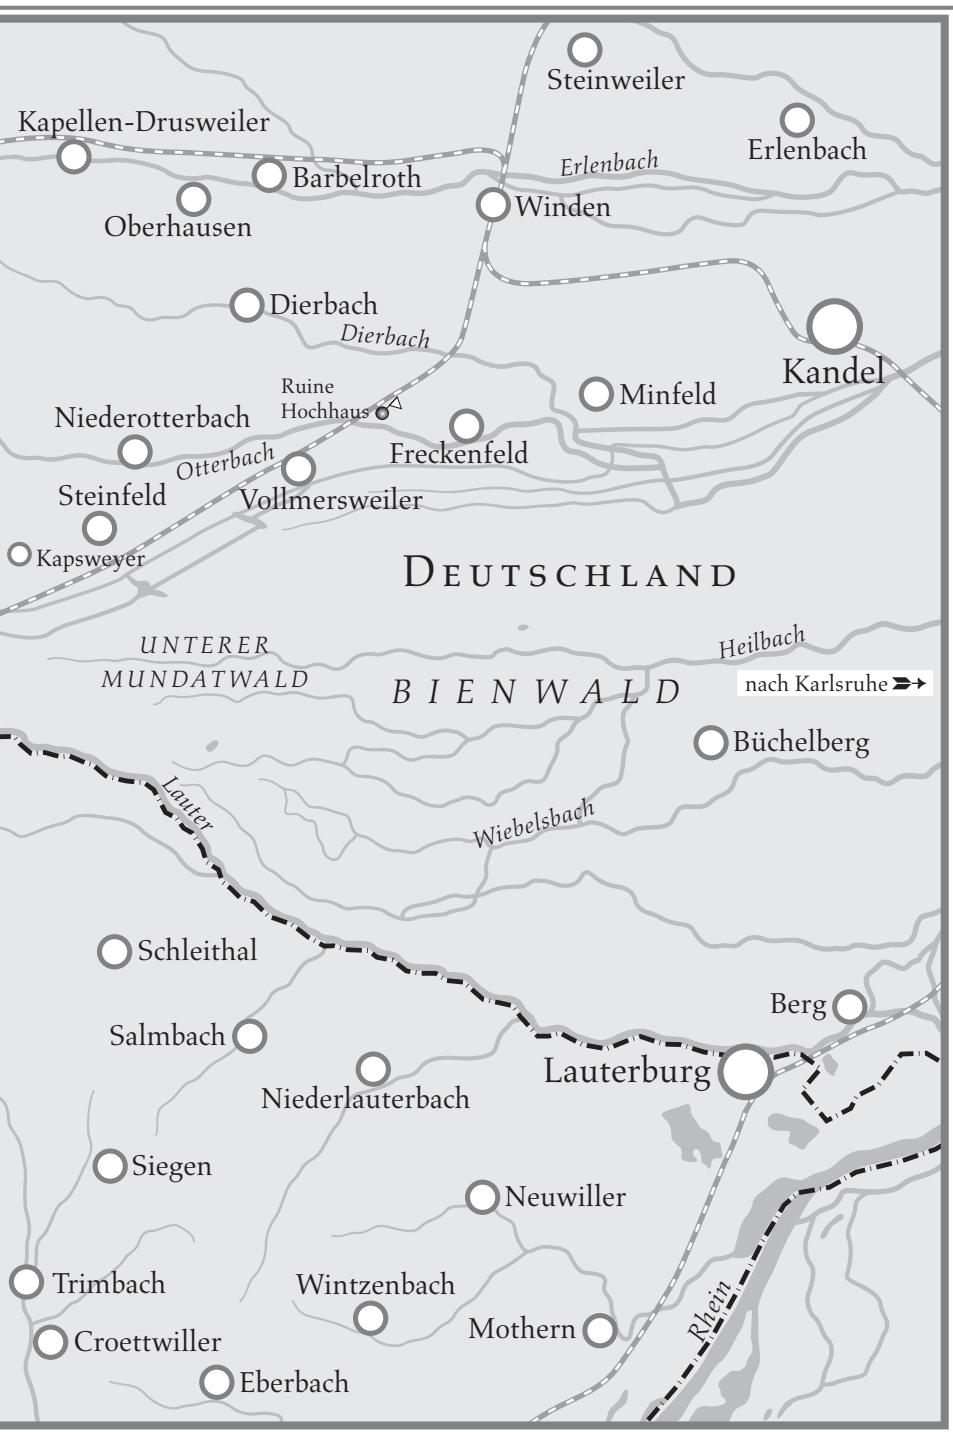 Steinweiler
Kapellen-Drusweiler
Erlenbach
Erlenbach
Barbelroth
Winden
Oberhausen
Dierbach
Dierbach
Kandel
Ruine
Hochhaus
Minfeld
Niederotterbach
Freckenfeld
Otterbach
Steinfeld
Vollmersweiler
Kapsweyer
DEUTSCHLAND
Heilbach
UNTERER
MUNDATWALD
BIENWALD
nach Karlsruhe
Büchelberg
Lauter
Wiebelsbach
Schleithal
Berg
Salmbach
Lauterburg
Niederlauterbach
Siegen
Neuwiller
Trimbach
Wintzenbach
Rhein
Mothern
Croettwiller
Eberbach